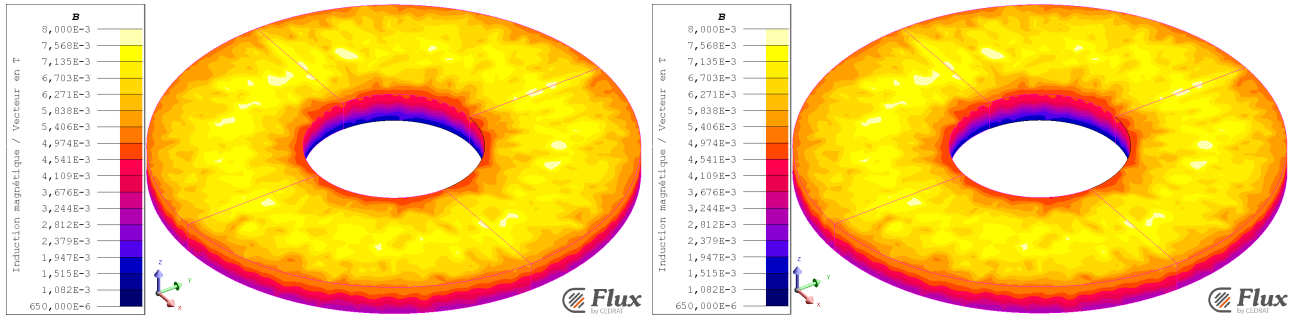 B
8,000E-3
7,568E-3
7,135E-3
6,703E-3
6,271E-3
5,838E-3
5,406E-3
4,974E-3
4,541E-3
4,109E-3
3,676E-3
3,244E-3
2,812E-3
2,379E-3
1,947E-3
1,515E-3
1,082E-3
650,000E-6
Induction magnétique / Vecteur en T
Z
Y
X
Flux
by CEDRAT
B
8,000E-3
7,568E-3
7,135E-3
6,703E-3
6,271E-3
5,838E-3
5,406E-3
4,974E-3
4,541E-3
4,109E-3
3,676E-3
3,244E-3
2,812E-3
2,379E-3
1,947E-3
1,515E-3
1,082E-3
650,000E-6
Induction magnétique / Vecteur en T
Z
Y
X
Flux
by CEDRAT